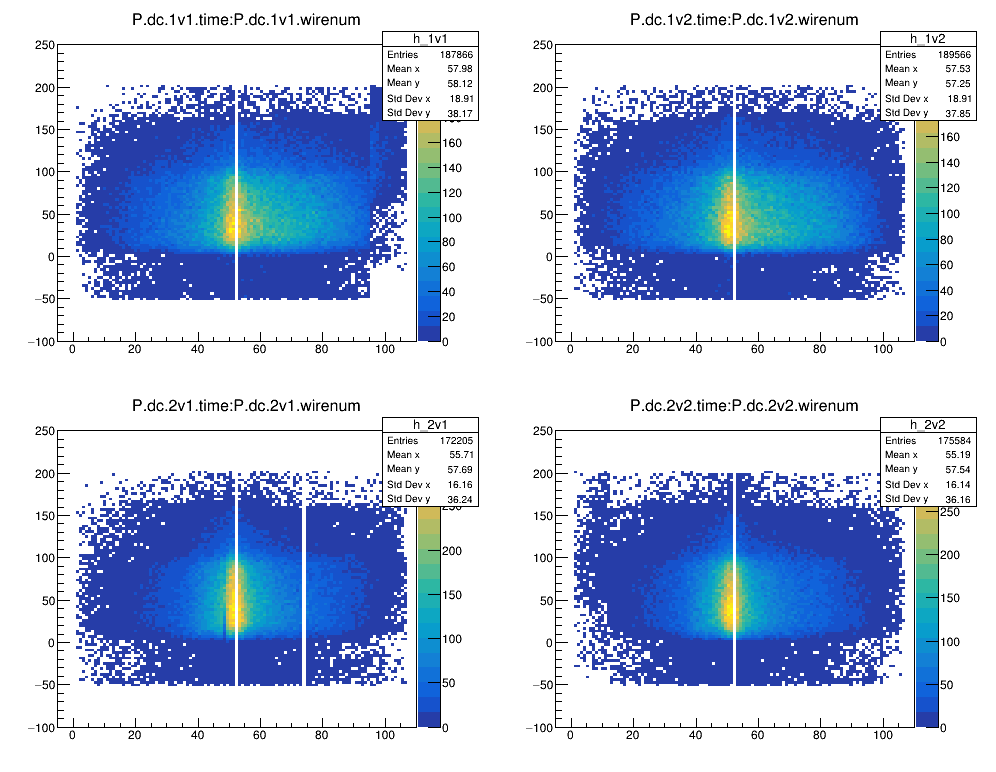 P.dc.1v1.time:P.dc.1v1.wirenum
h_1v1
Entries 187866
Mean x 57.98
Mean y 58.12
Std Dev x 18.91
Std Dev y 38.17
250
200
150
100
50
0
−50
−100
0 20 40 60 80 100
160
140
120
100
80
60
40
20
0
P.dc.1v2.time:P.dc.1v2.wirenum
h_1v2
Entries 189566
Mean x 57.53
Mean y 57.25
Std Dev x 18.91
Std Dev y 37.85
250
200
150
100
50
0
−50
−100
0 20 40 60 80 100
160
140
120
100
80
60
40
20
0
P.dc.2v1.time:P.dc.2v1.wirenum
h_2v1
Entries 172205
Mean x 55.71
Mean y 57.69
Std Dev x 16.16
Std Dev y 36.24
250
200
150
100
50
0
−50
−100
0 20 40 60 80 100
250
200
150
100
50
0
P.dc.2v2.time:P.dc.2v2.wirenum
h_2v2
Entries 175584
Mean x 55.19
Mean y 57.54
Std Dev x 16.14
Std Dev y 36.16
250
200
150
100
50
0
−50
−100
0 20 40 60 80 100
250
200
150
100
50
0